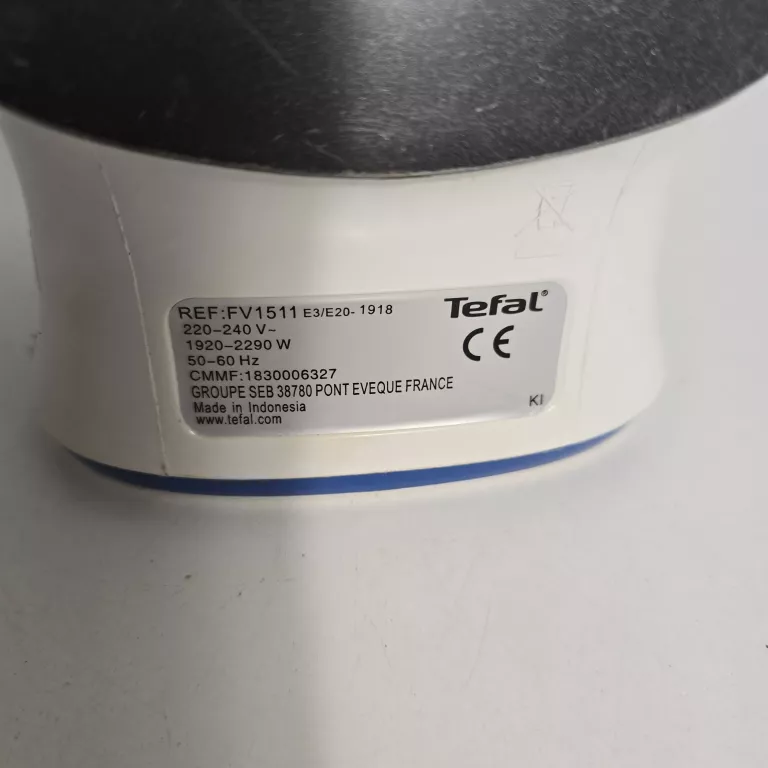 REF:FV1511 E3/E20- 1918
Tefal®
220–240 V~
1920–2290 W
50–60 Hz
CMMF:1830006327
GROUPE SEB 38780 PONT EVEQUE FRANCE
Made in Indonesia
www.tefal.com
CE
KI